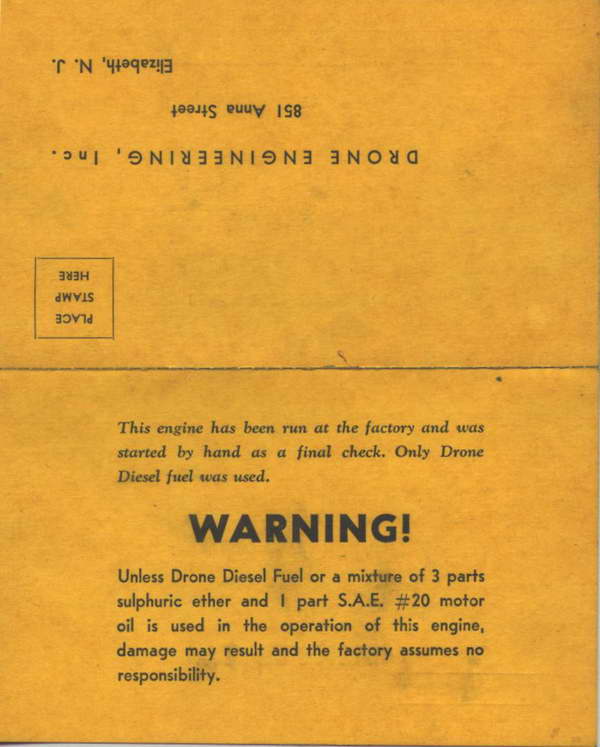 DRONE ENGINEERING, Inc.
851 Anna Street
Elizabeth, N. J.
PLACE
STAMP
HERE
This engine has been run at the factory and was
started by hand as a final check. Only Drone
Diesel fuel was used.
WARNING!
Unless Drone Diesel Fuel or a mixture of 3 parts
sulphuric ether and 1 part S.A.E. #20 motor
oil is used in the operation of this engine,
damage may result and the factory assumes no
responsibility.